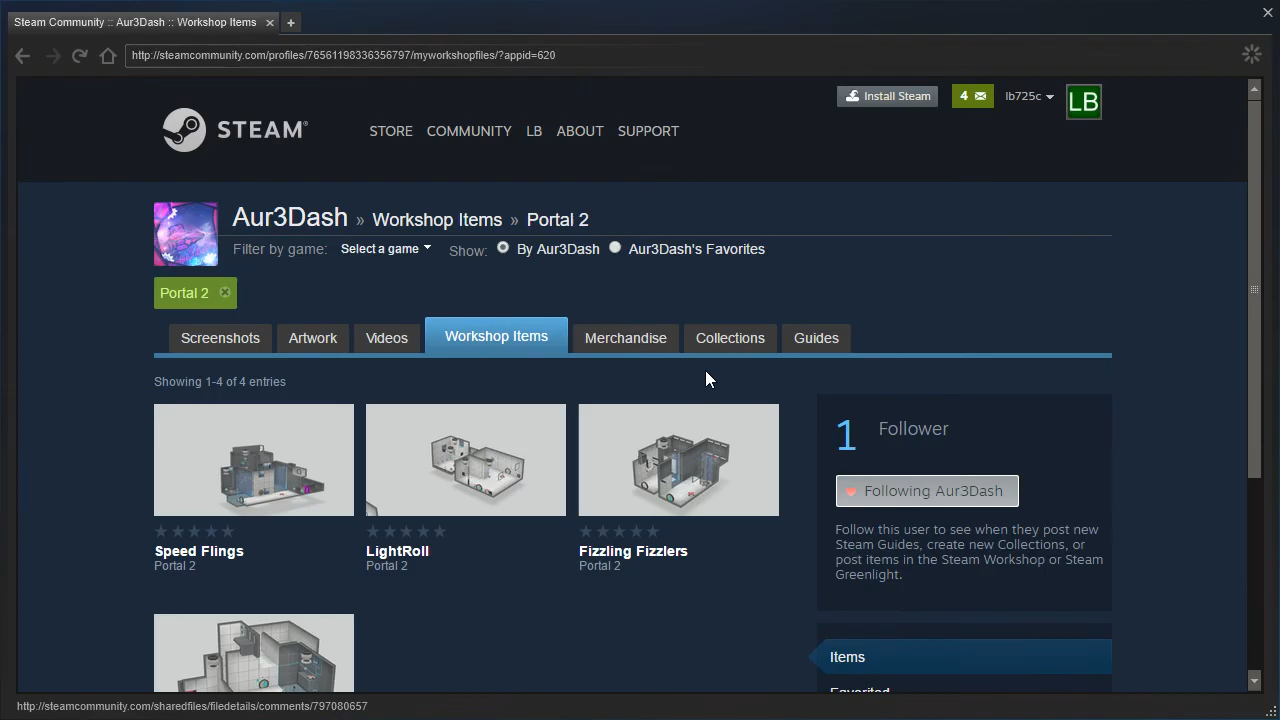 Steam Community :: Aur3Dash :: Workshop Items
http://steamcommunity.com/profiles/76561198336356797/myworkshopfiles/?appid=620
Install Steam
4
lb725c
LB
STEAM
STORE COMMUNITY LB ABOUT SUPPORT
Aur3Dash » Workshop Items » Portal 2
Filter by game: Select a game Show: By Aur3Dash Aur3Dash's Favorites
Portal 2
Screenshots Artwork Videos Workshop Items Merchandise Collections Guides
Showing 1-4 of 4 entries
1 Follower
Following Aur3Dash
Follow this user to see when they post new
Steam Guides, create new Collections, or
post items in the Steam Workshop or Steam
Greenlight.
Speed Flings
Portal 2
LightRoll
Portal 2
Fizzling Fizzlers
Portal 2
Items
Favorited
http://steamcommunity.com/sharedfiles/filedetails/comments/797080657